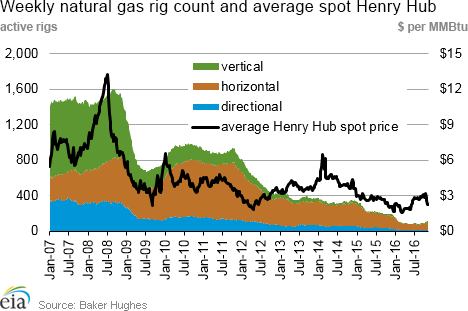 Weekly natural gas rig count and average spot Henry Hub
active rigs $ per MMBtu
2,000 $15
1,600 $12
1,200 $9
800 $6
400 $3
0 $0
vertical
horizontal
directional
average Henry Hub spot price
Jan-07 Jul-07 Jan-08 Jul-08 Jan-09 Jul-09 Jan-10 Jul-10 Jan-11 Jul-11 Jan-12 Jul-12 Jan-13 Jul-13 Jan-14 Jul-14 Jan-15 Jul-15 Jan-16 Jul-16
eia Source: Baker Hughes